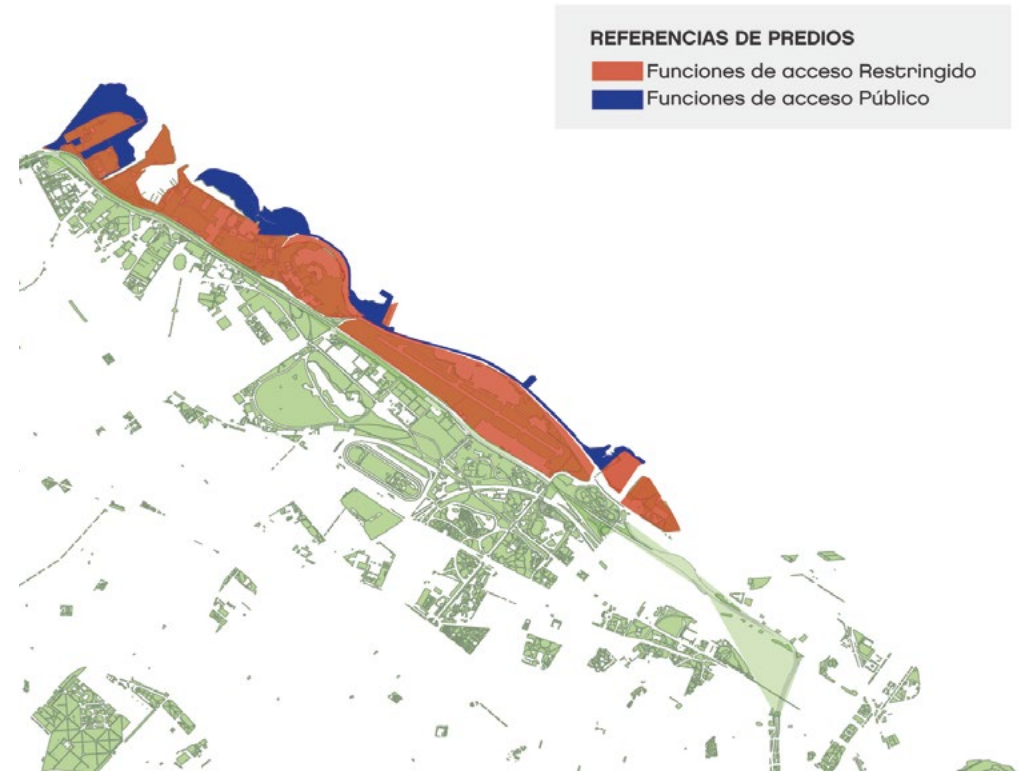 REFERENCIAS DE PREDIOS
Funciones de acceso Restringido
Funciones de acceso Público